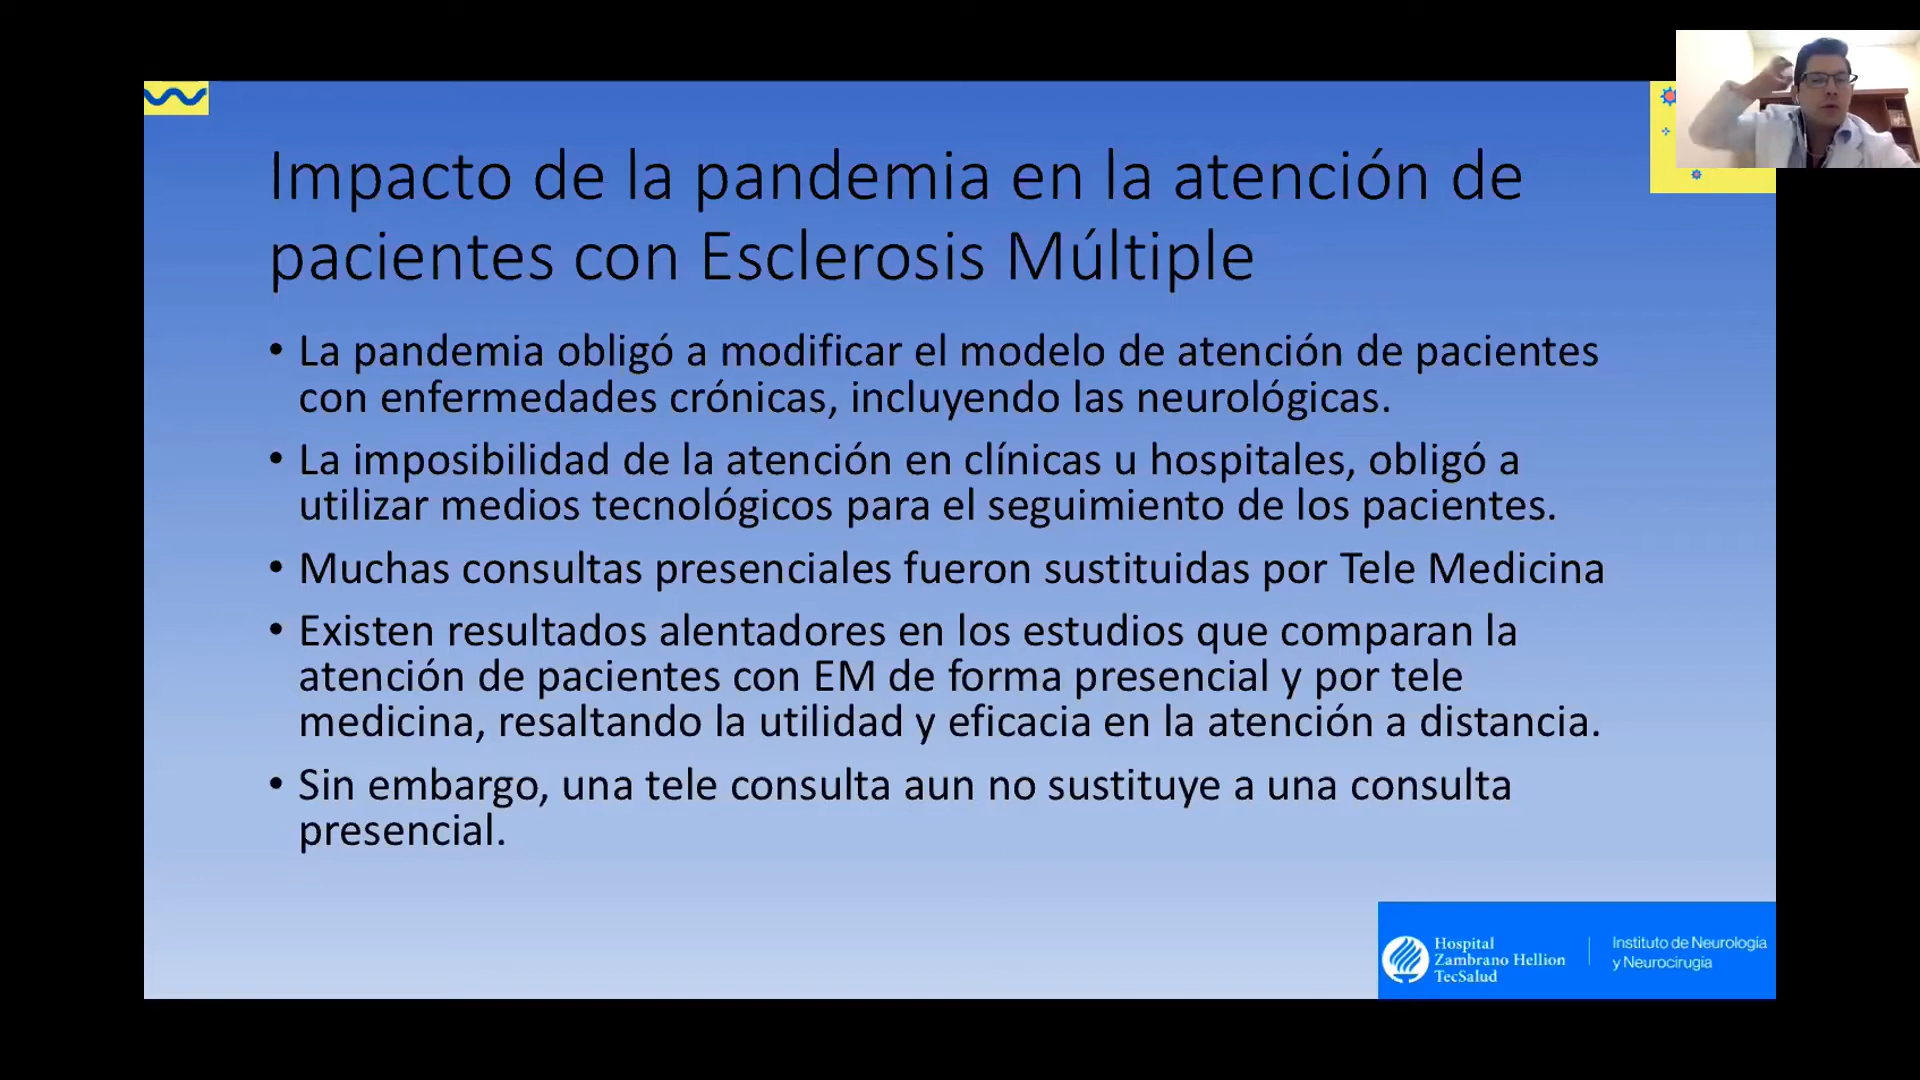 Impacto de la pandemia en la atención de
pacientes con Esclerosis Múltiple
• La pandemia obligó a modificar el modelo de atención de pacientes
con enfermedades crónicas, incluyendo las neurológicas.
• La imposibilidad de la atención en clínicas u hospitales, obligó a
utilizar medios tecnológicos para el seguimiento de los pacientes.
• Muchas consultas presenciales fueron sustituidas por Tele Medicina
• Existen resultados alentadores en los estudios que comparan la
atención de pacientes con EM de forma presencial y por tele
medicina, resaltando la utilidad y eficacia en la atención a distancia.
• Sin embargo, una tele consulta aun no sustituye a una consulta
presencial.
Hospital
Zambrano Hellion
TecSalud
Instituto de Neurología
y Neurocirugía